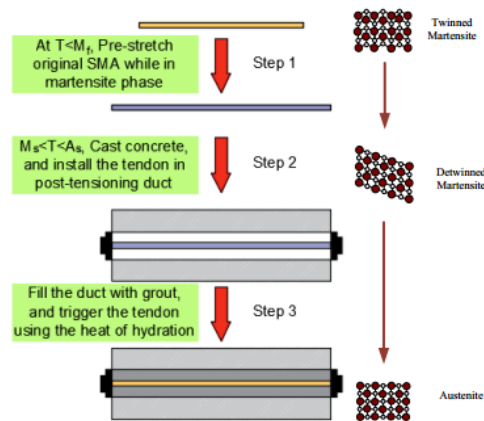 At T<Mf, Pre-stretch
original SMA while in
martensite phase
Step 1
Twinned
Martensite
Ms<T<As, Cast concrete,
and install the tendon in
post-tensioning duct
Step 2
Detwinned
Martensite
Fill the duct with grout,
and trigger the tendon
using the heat of hydration
Step 3
Austenite